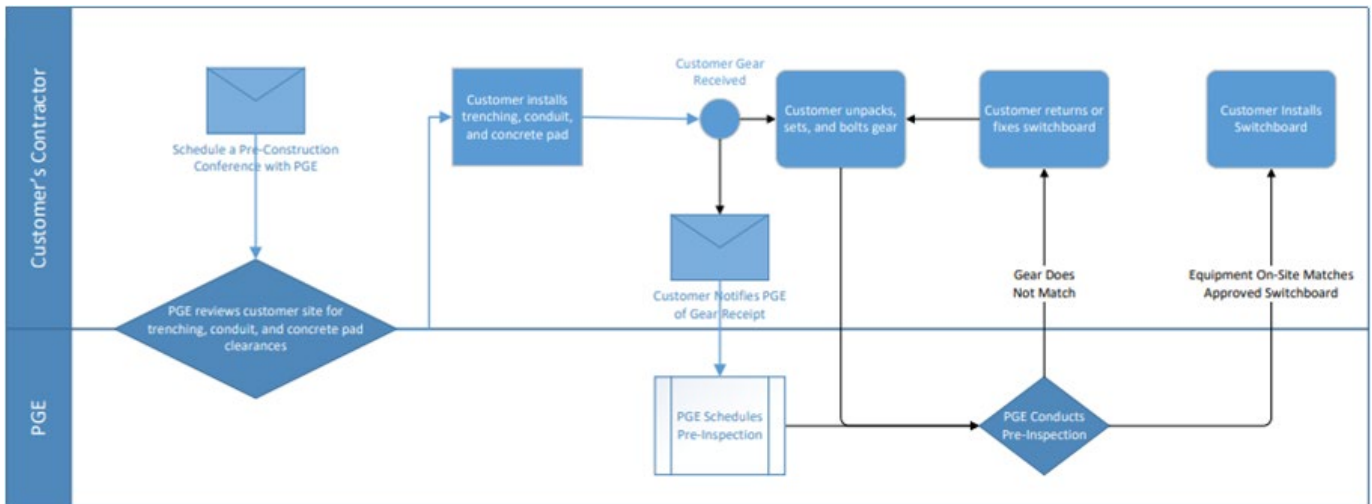 Customer's Contractor
Schedule a Pre-Construction
Conference with PGE
PGE reviews customer site for
trenching, conduit, and concrete pad
clearances
Customer installs
trenching, conduit,
and concrete pad
Customer Gear
Received
Customer Notifies PGE
of Gear Receipt
Customer unpacks,
sets, and bolts gear
Customer returns or
fixes switchboard
Customer Installs
Switchboard
Gear Does
Not Match
Equipment On-Site Matches
Approved Switchboard
PGE
PGE Schedules
Pre-Inspection
PGE Conducts
Pre-Inspection